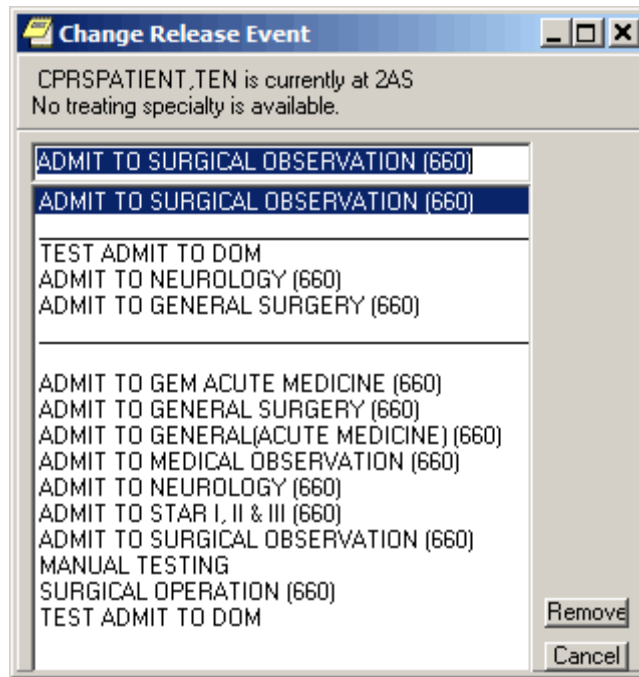 Change Release Event
CPRSPATIENT,TEN is currently at 2AS
No treating specialty is available.
ADMIT TO SURGICAL OBSERVATION (660)
ADMIT TO SURGICAL OBSERVATION (660)
TEST ADMIT TO DOM
ADMIT TO NEUROLOGY (660)
ADMIT TO GENERAL SURGERY (660)
ADMIT TO GEM ACUTE MEDICINE (660)
ADMIT TO GENERAL SURGERY (660)
ADMIT TO GENERAL(ACUTE MEDICINE) (660)
ADMIT TO MEDICAL OBSERVATION (660)
ADMIT TO NEUROLOGY (660)
ADMIT TO STAR I, II & III (660)
ADMIT TO SURGICAL OBSERVATION (660)
MANUAL TESTING
SURGICAL OPERATION (660)
TEST ADMIT TO DOM
Remove
Cancel